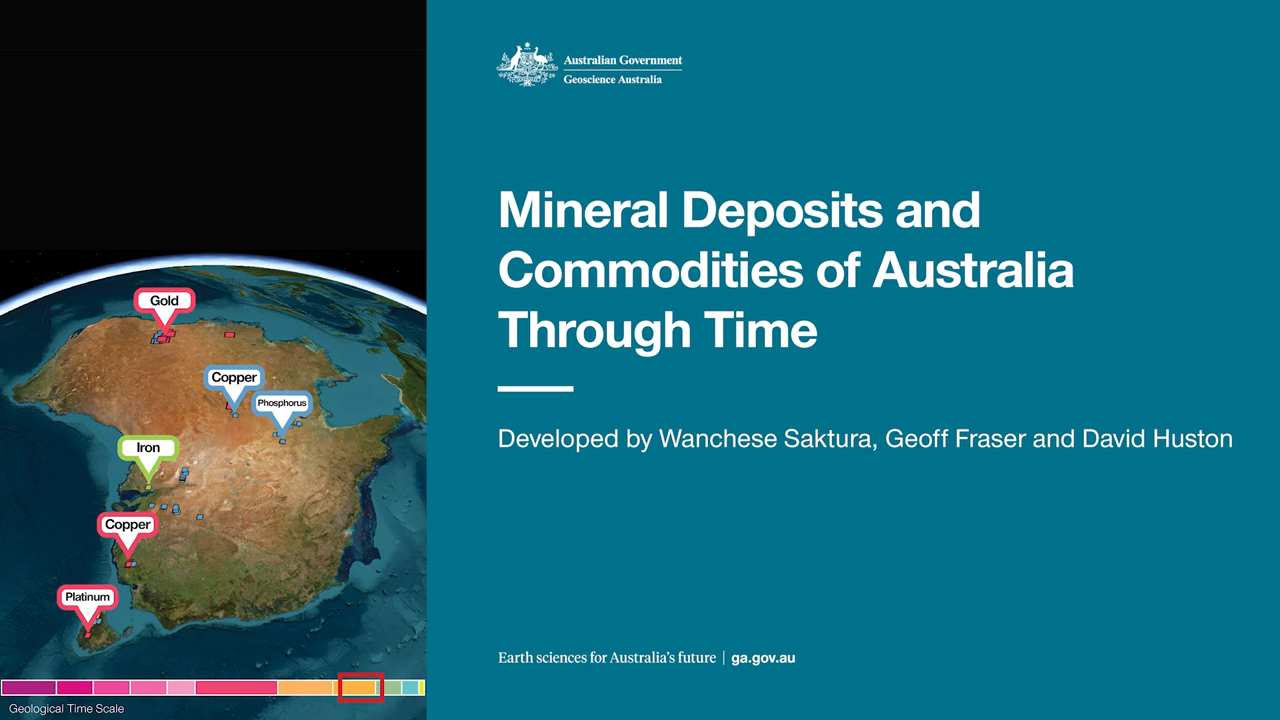 Australian Government
Geoscience Australia
Mineral Deposits and
Commodities of Australia
Through Time
Developed by Wanchese Saktura, Geoff Fraser and David Huston
Earth sciences for Australia's future | ga.gov.au
Gold
Copper
Phosphorus
Iron
Copper
Platinum
Geological Time Scale